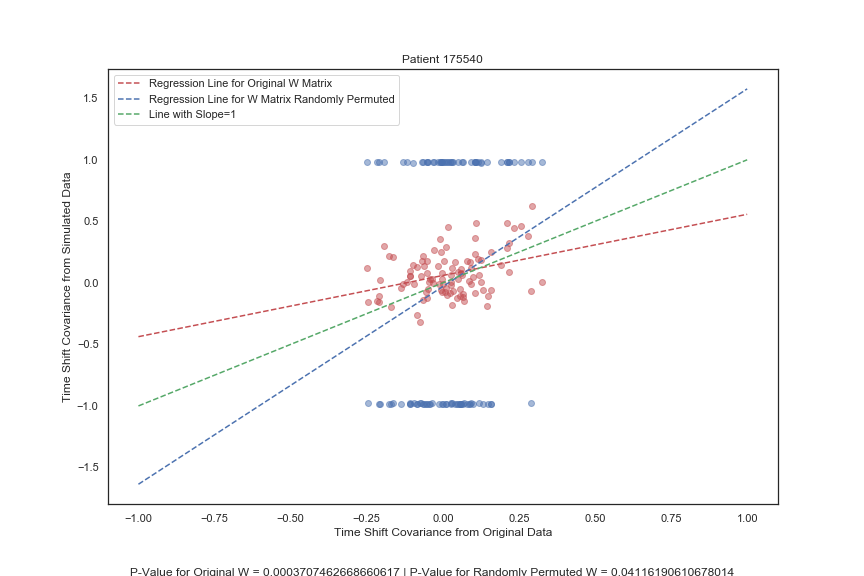 Patient 175540
Regression Line for Original W Matrix
Regression Line for W Matrix Randomly Permuted
Line with Slope=1
1.5
1.0
0.5
0.0
−0.5
−1.0
−1.5
Time Shift Covariance from Simulated Data
−1.00 −0.75 −0.50 −0.25 0.00 0.25 0.50 0.75 1.00
Time Shift Covariance from Original Data
P-Value for Original W = 0.0003707462668660617 | P-Value for Randomly Permuted W = 0.04116190610678014